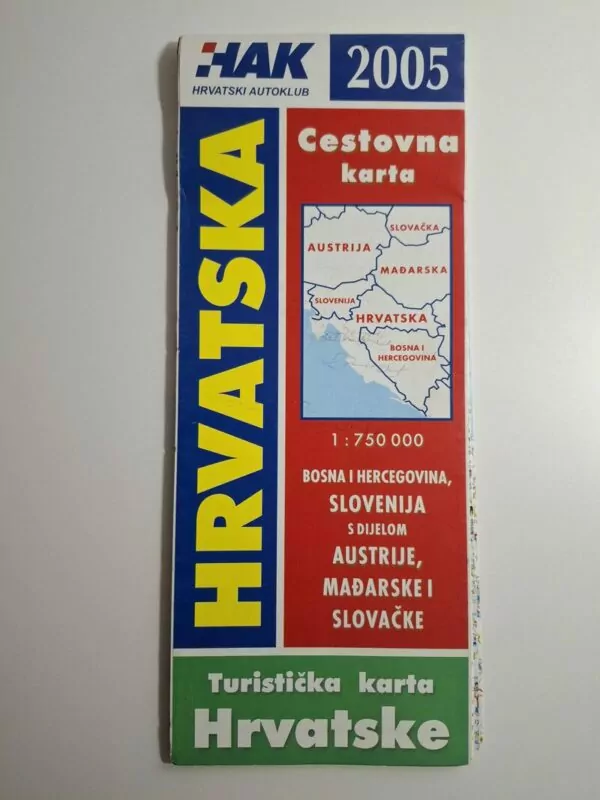 HAK
HRVATSKI AUTOKLUB
2005
HRVATSKA
Cestovna
karta
SLOVAČKA
AUSTRIJA
MAĐARSKA
SLOVENIJA
HRVATSKA
BOSNA I
HERCEGOVINA
1 : 750 000
BOSNA I HERCEGOVINA,
SLOVENIJA
S DIJELOM
AUSTRIJE,
MAĐARSKE I
SLOVAČKE
Turistička karta
Hrvatske